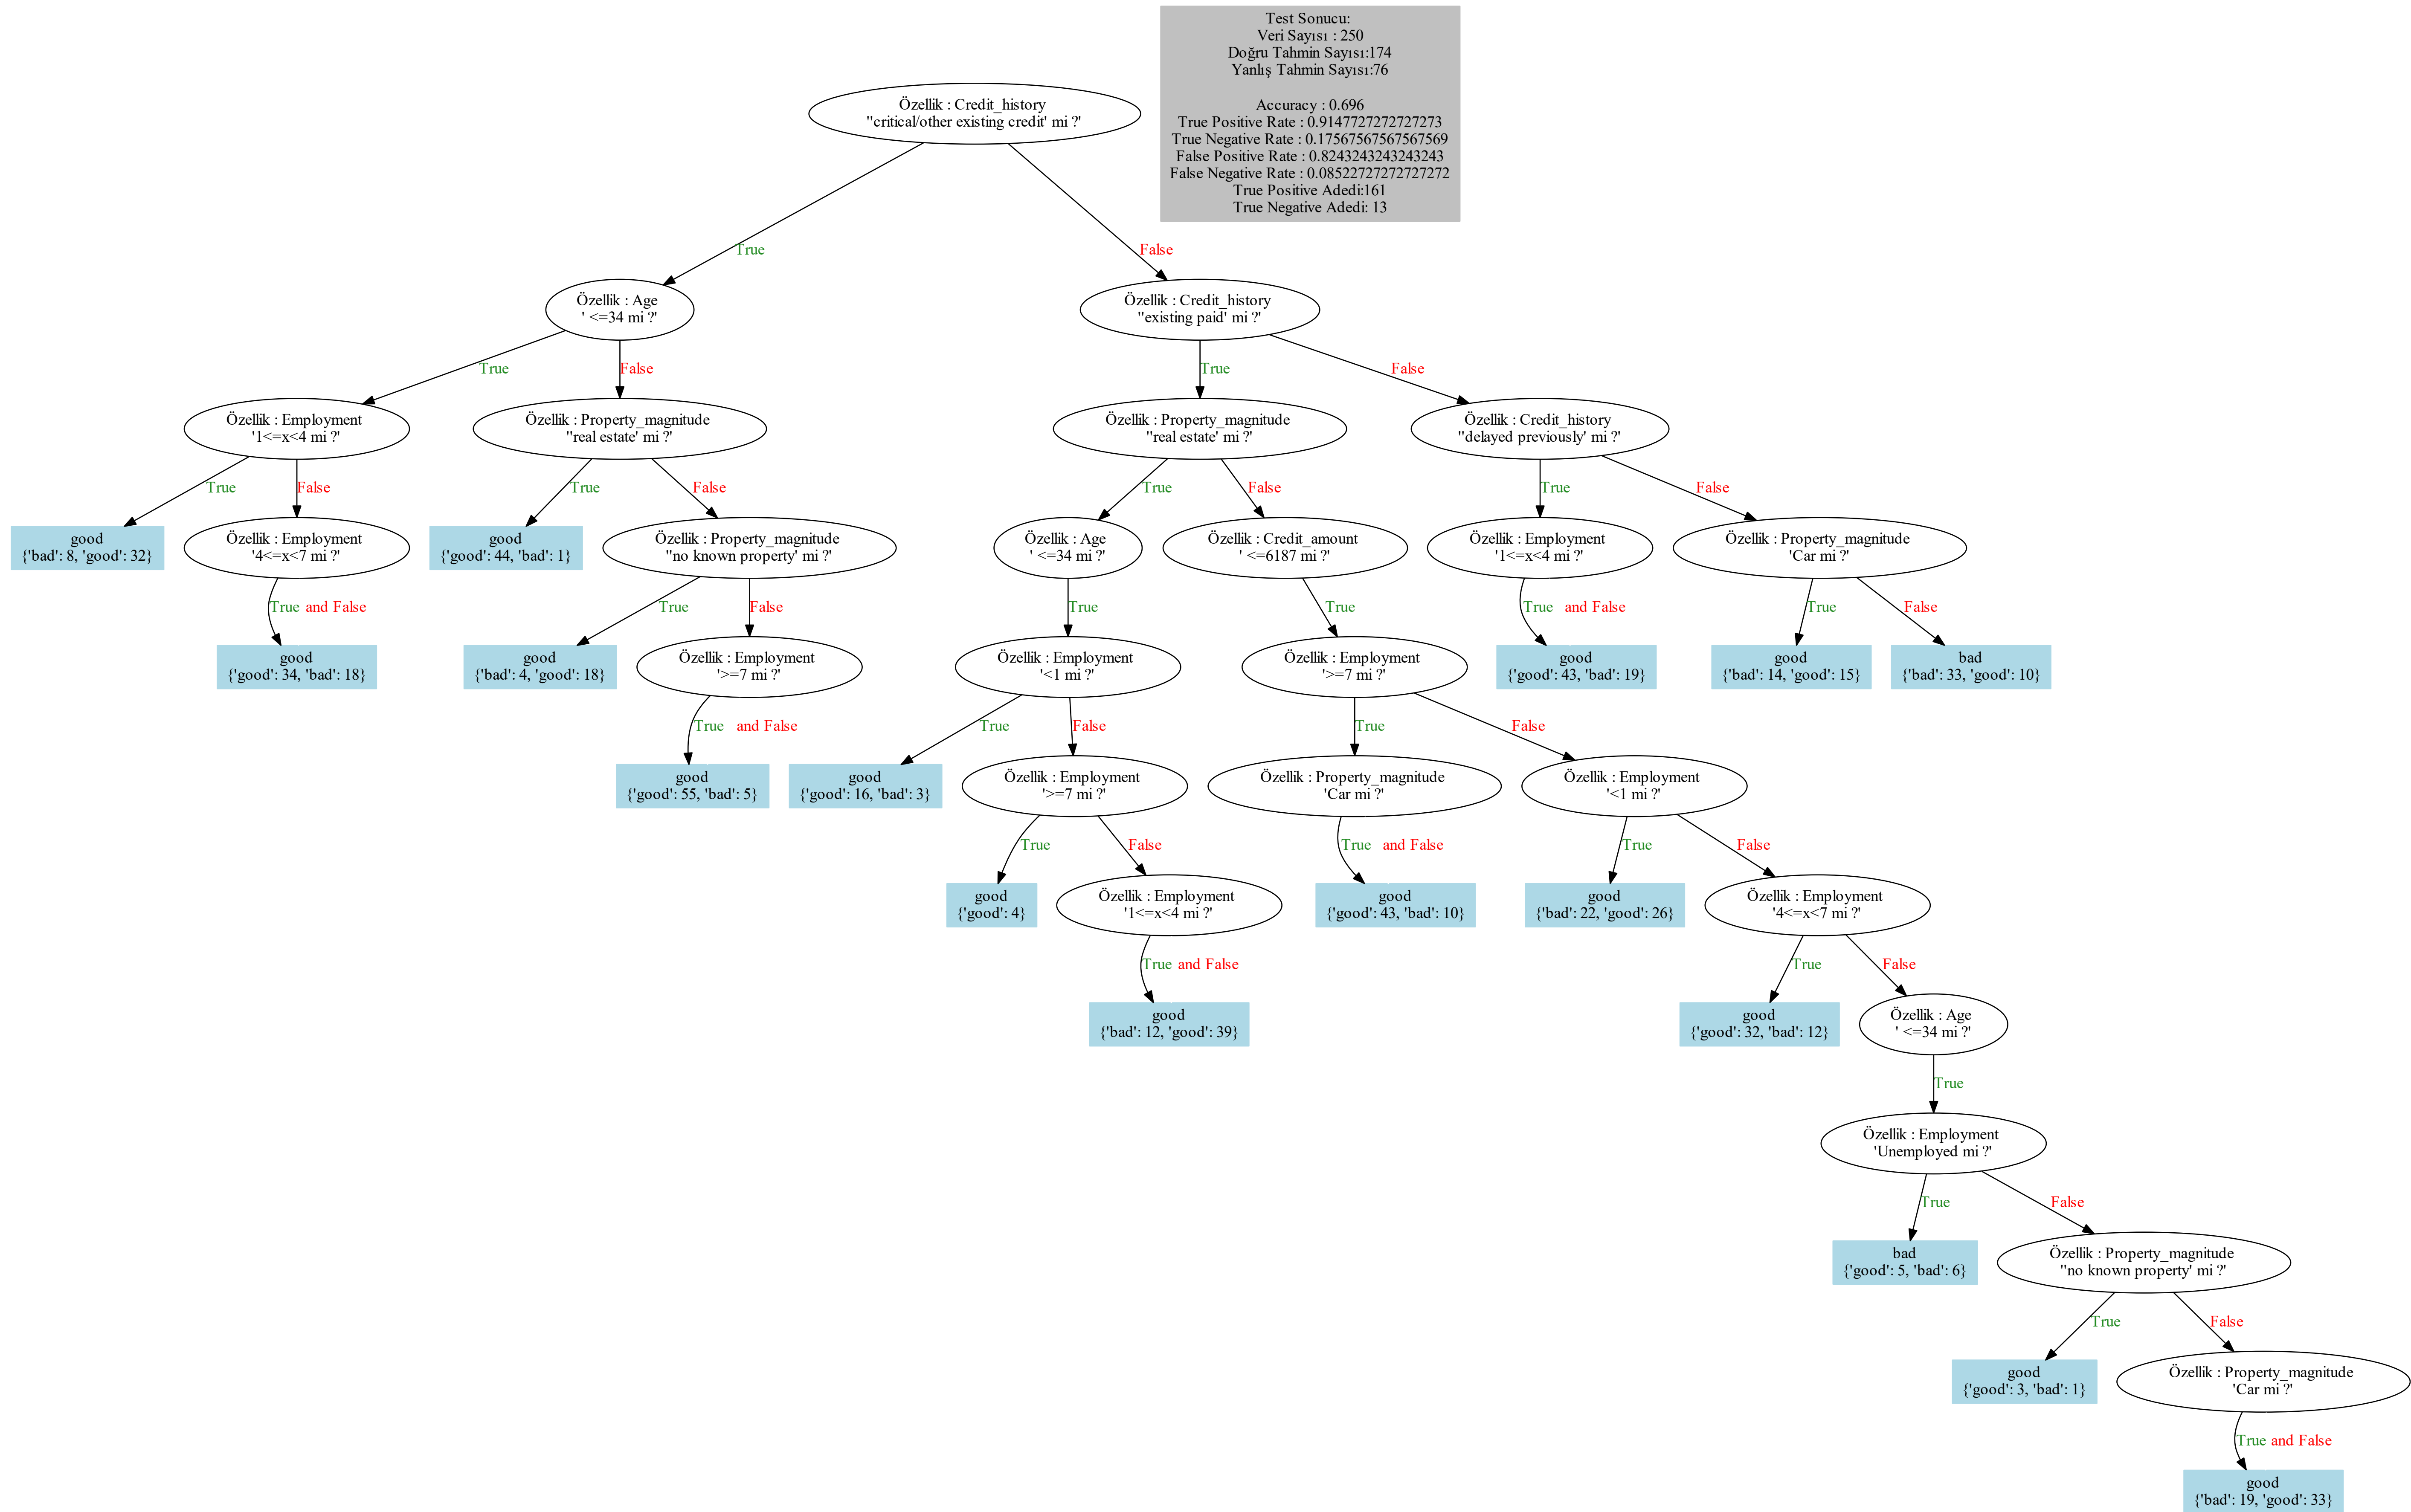 Test Sonucu:
Veri Sayısı : 250
Doğru Tahmin Sayısı:174
Yanlış Tahmin Sayısı:76
Accuracy : 0.696
True Positive Rate : 0.9147727272727273
True Negative Rate : 0.17567567567567569
False Positive Rate : 0.8243243243243243
False Negative Rate : 0.08522727272727272
True Positive Adedi:161
True Negative Adedi: 13
Özellik : Credit_history
"critical/other existing credit' mi ?'
True
False
Özellik : Age
' <=34 mi ?'
Özellik : Credit_history
"existing paid' mi ?'
True
False
True
False
Özellik : Employment
'1<=x<4 mi ?'
Özellik : Property_magnitude
"real estate' mi ?'
Özellik : Property_magnitude
"real estate' mi ?'
Özellik : Credit_history
"delayed previously' mi ?'
True
False
True
False
True
False
True
False
good
{'bad': 8, 'good': 32}
Özellik : Employment
'4<=x<7 mi ?'
good
{'good': 44, 'bad': 1}
Özellik : Property_magnitude
"no known property' mi ?'
Özellik : Age
' <=34 mi ?'
Özellik : Credit_amount
' <=6187 mi ?'
Özellik : Employment
'1<=x<4 mi ?'
Özellik : Property_magnitude
'Car mi ?'
True and False
True
False
True
True
True and False
True
False
good
{'good': 34, 'bad': 18}
good
{'bad': 4, 'good': 18}
Özellik : Employment
'>=7 mi ?'
Özellik : Employment
'<1 mi ?'
Özellik : Employment
'>=7 mi ?'
good
{'good': 43, 'bad': 19}
good
{'bad': 14, 'good': 15}
bad
{'bad': 33, 'good': 10}
True and False
True
False
True
False
good
{'good': 55, 'bad': 5}
good
{'good': 16, 'bad': 3}
Özellik : Employment
'>=7 mi ?'
Özellik : Property_magnitude
'Car mi ?'
Özellik : Employment
'<1 mi ?'
True
False
True and False
True
False
good
{'good': 4}
Özellik : Employment
'1<=x<4 mi ?'
good
{'good': 43, 'bad': 10}
good
{'bad': 22, 'good': 26}
Özellik : Employment
'4<=x<7 mi ?'
True and False
True
False
good
{'bad': 12, 'good': 39}
good
{'good': 32, 'bad': 12}
Özellik : Age
' <=34 mi ?'
True
Özellik : Employment
'Unemployed mi ?'
True
False
bad
{'good': 5, 'bad': 6}
Özellik : Property_magnitude
"no known property' mi ?'
True
False
good
{'good': 3, 'bad': 1}
Özellik : Property_magnitude
'Car mi ?'
True and False
good
{'bad': 19, 'good': 33}